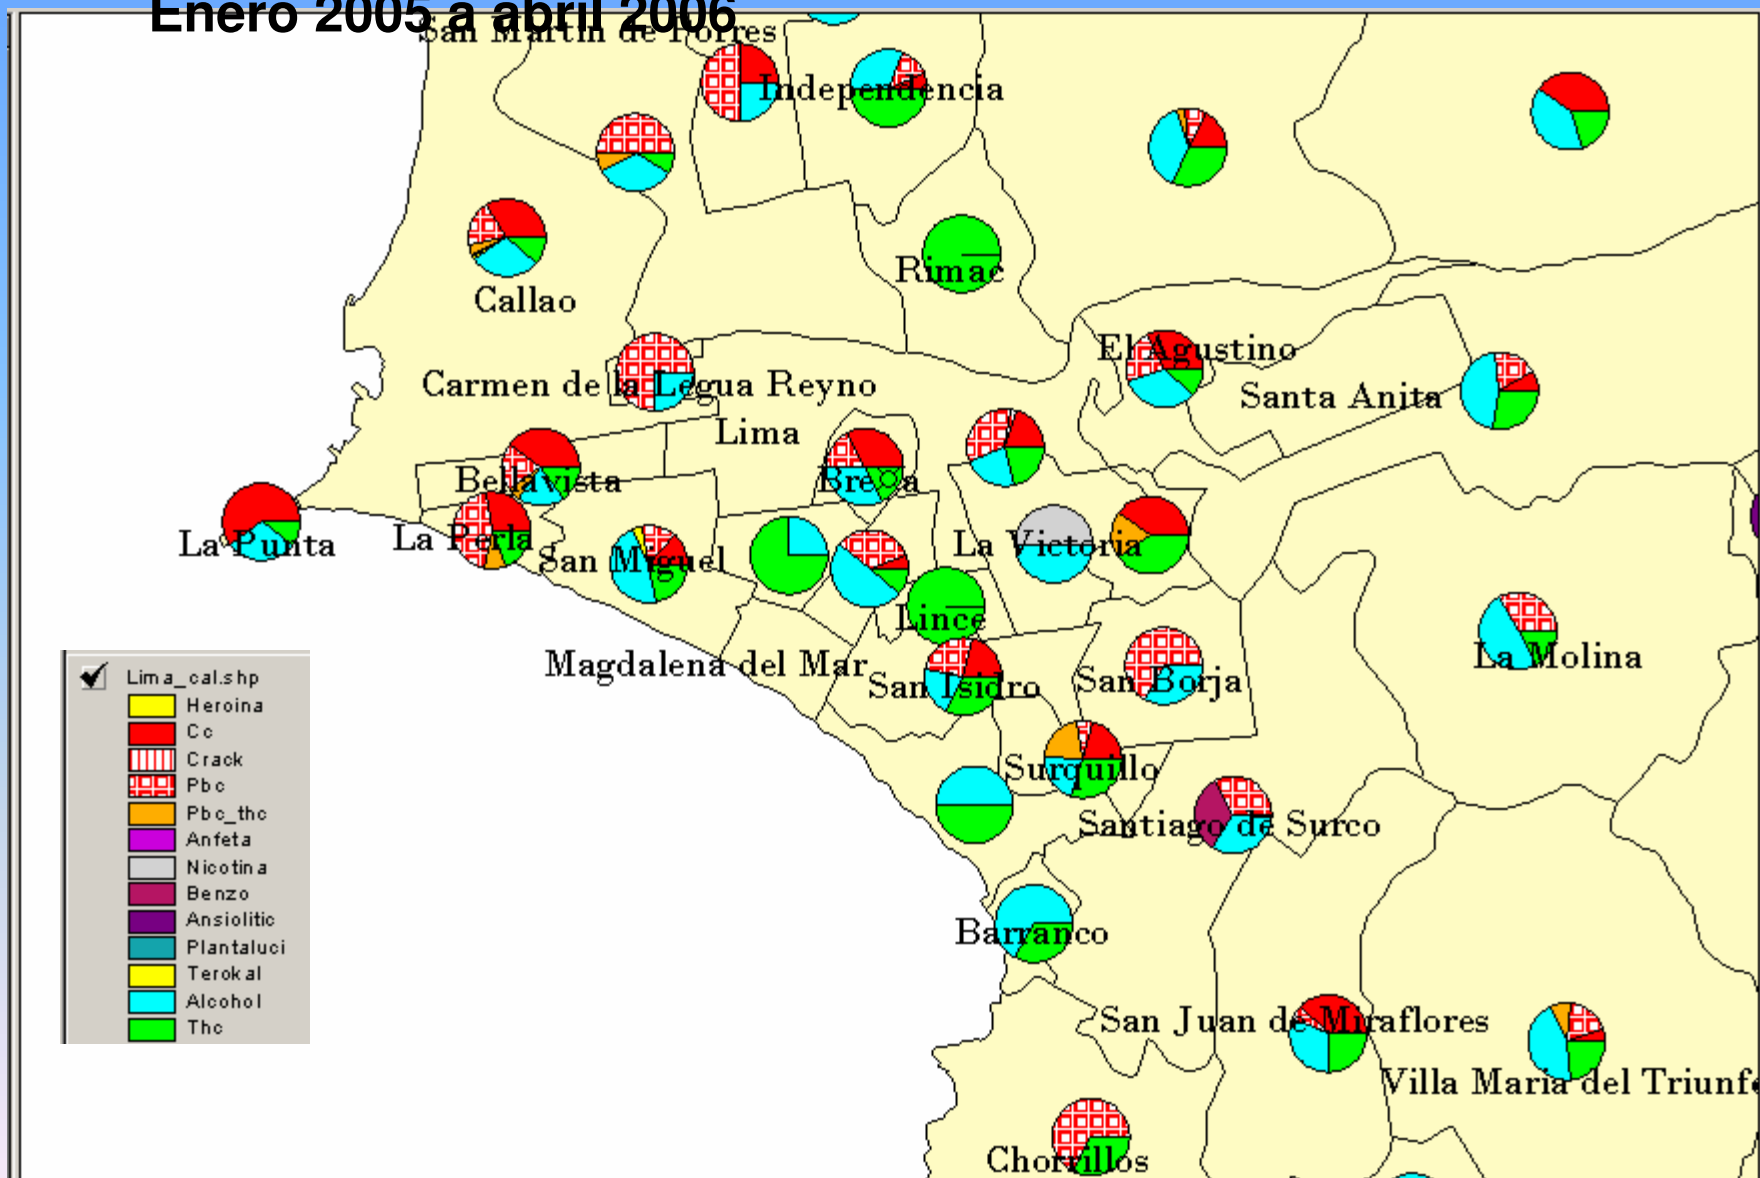 Enero 2005 a abril 2006
San Martin de Porres
Independencia
Rimac
Callao
El Agustino
Carmen de la Legua Reyno
Santa Anita
Lima
Bellavista
Breña
La Punta
La Perla
San Miguel
La Victoria
Lince
Magdalena del Mar
San Isidro
San Borja
La Molina
Surquillo
Santiago de Surco
Barranco
San Juan de Miraflores
Villa Maria del Triunfo
Chorrillos
Lima_cal.shp
Heroina
Cc
Crack
Pbc
Pbc_thc
Anfeta
Nicotina
Benzo
Ansiolitic
Plantaluci
Terokal
Alcohol
Thc